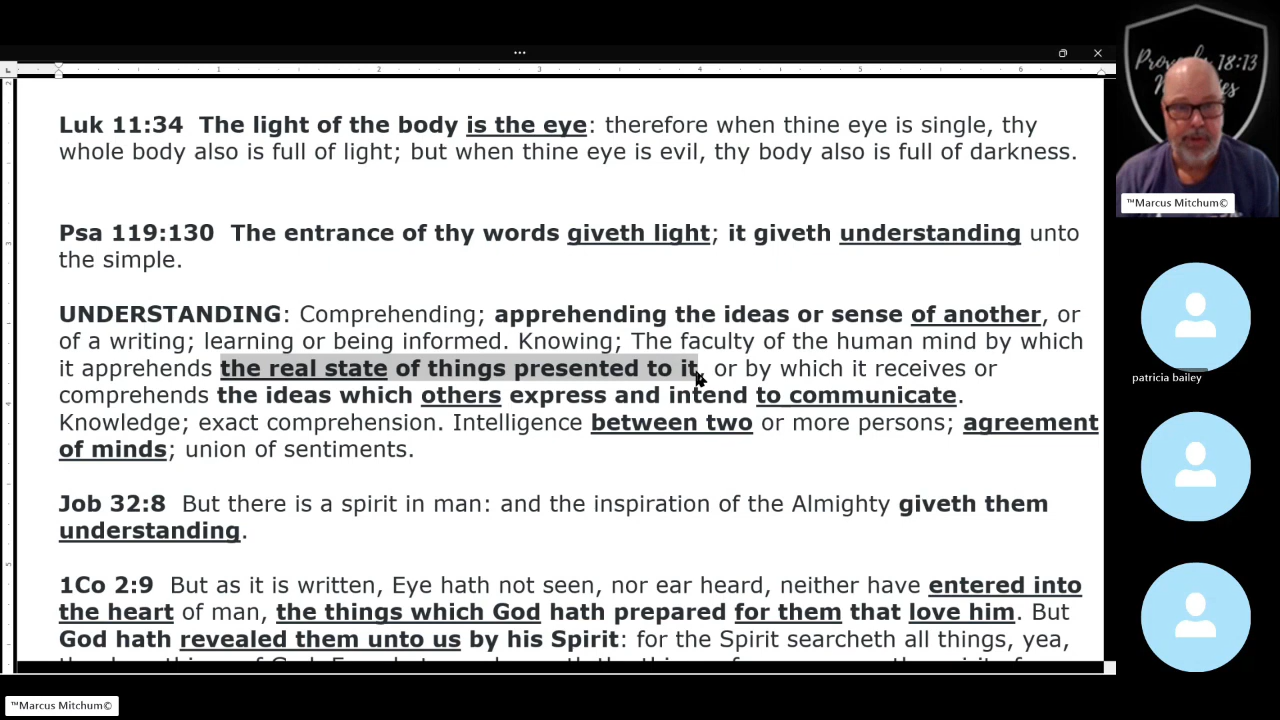 Luk 11:34 The light of the body is the eye: therefore when thine eye is single, thy
whole body also is full of light; but when thine eye is evil, thy body also is full of darkness.
Psa 119:130 The entrance of thy words giveth light; it giveth understanding unto
the simple.
UNDERSTANDING: Comprehending; apprehending the ideas or sense of another, or
of a writing; learning or being informed. Knowing; The faculty of the human mind by which
it apprehends the real state of things presented to it, or by which it receives or
comprehends the ideas which others express and intend to communicate.
Knowledge; exact comprehension. Intelligence between two or more persons; agreement
of minds; union of sentiments.
Job 32:8 But there is a spirit in man: and the inspiration of the Almighty giveth them
understanding.
1Co 2:9 But as it is written, Eye hath not seen, nor ear heard, neither have entered into
the heart of man, the things which God hath prepared for them that love him. But
God hath revealed them unto us by his Spirit: for the Spirit searcheth all things, yea,
18:13
™Marcus Mitchum©
patricia bailey
™Marcus Mitchum©
1
2
3
4
5
6